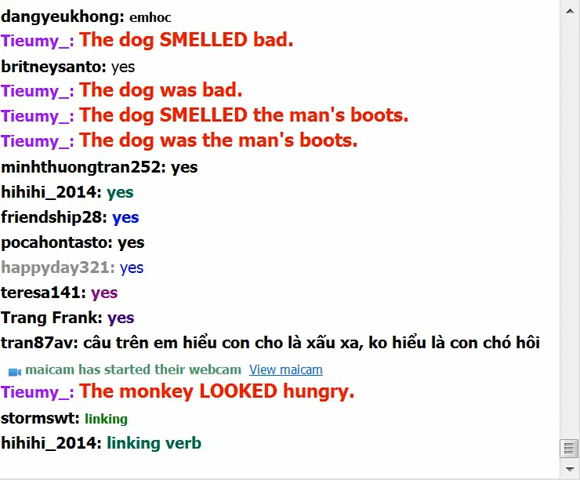 dangyeukhong: emhoc
Tieumy_: The dog SMELLED bad.
britneysanto: yes
Tieumy_: The dog was bad.
Tieumy_: The dog SMELLED the man's boots.
Tieumy_: The dog was the man's boots.
minhthuongtran252: yes
hihihi_2014: yes
friendship28: yes
pocahontasto: yes
happyday321: yes
teresa141: yes
Trang Frank: yes
tran87av: câu trên em hiểu con cho là xấu xa, ko hiểu là con chó hôi
maicam has started their webcam View maicam
Tieumy_: The monkey LOOKED hungry.
stormswt: linking
hihihi_2014: linking verb